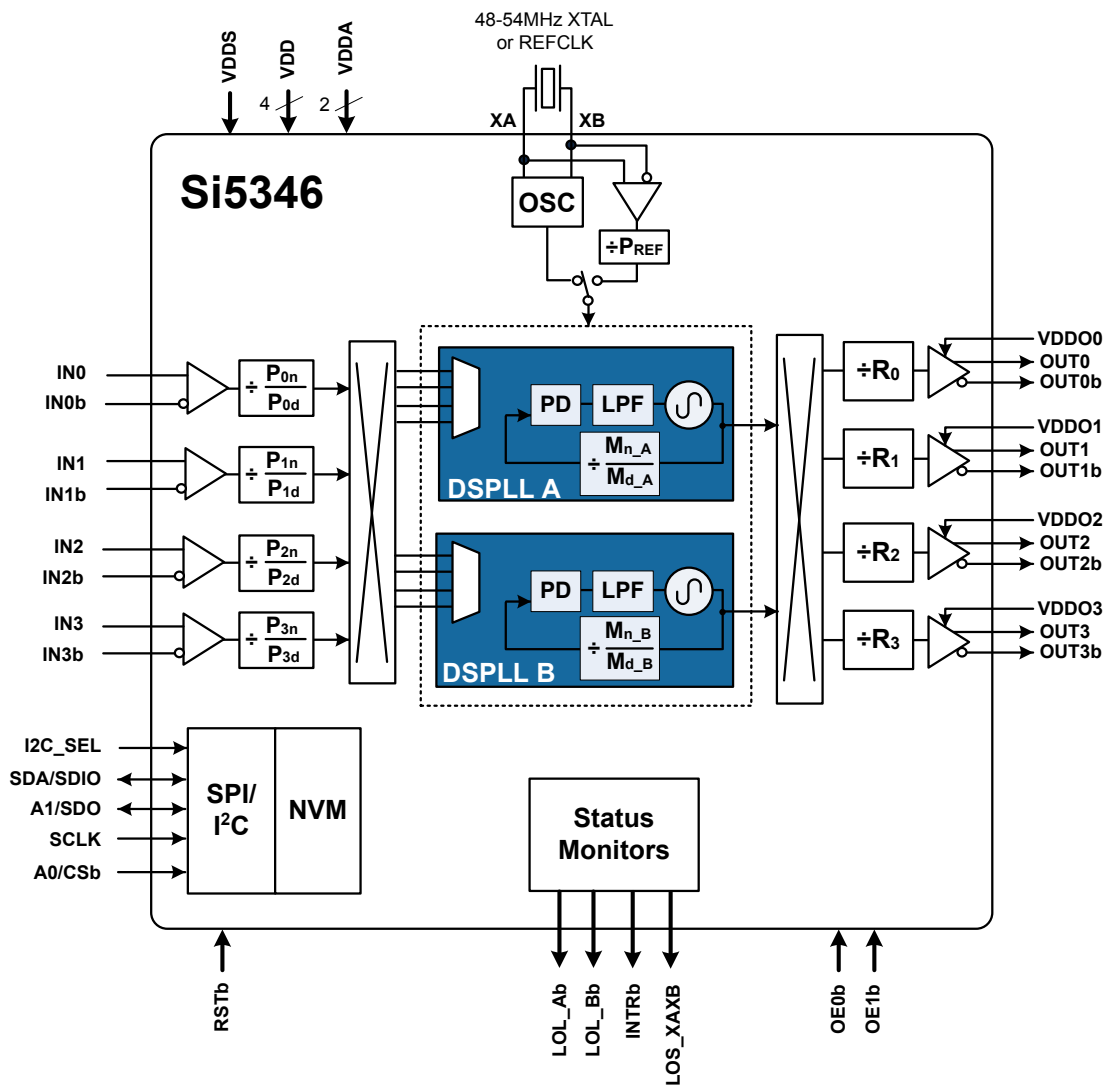 48-54MHz XTAL
or REFCLK
VDDS
VDD
VDDA
4
2
XA
XB
Si5346
OSC
÷PREF
IN0
IN0b
÷ P0n
P0d
IN1
IN1b
÷ P1n
P1d
IN2
IN2b
÷ P2n
P2d
IN3
IN3b
÷ P3n
P3d
PD
LPF
÷ Mn_A
Md_A
DSPLL A
PD
LPF
÷ Mn_B
Md_B
DSPLL B
÷R0
VDDO0
OUT0
OUT0b
÷R1
VDDO1
OUT1
OUT1b
÷R2
VDDO2
OUT2
OUT2b
÷R3
VDDO3
OUT3
OUT3b
I2C_SEL
SDA/SDIO
A1/SDO
SCLK
A0/CSb
SPI/
I²C
NVM
Status
Monitors
RSTb
LOL_Ab
LOL_Bb
INTRb
LOS_XAXB
OE0b
OE1b